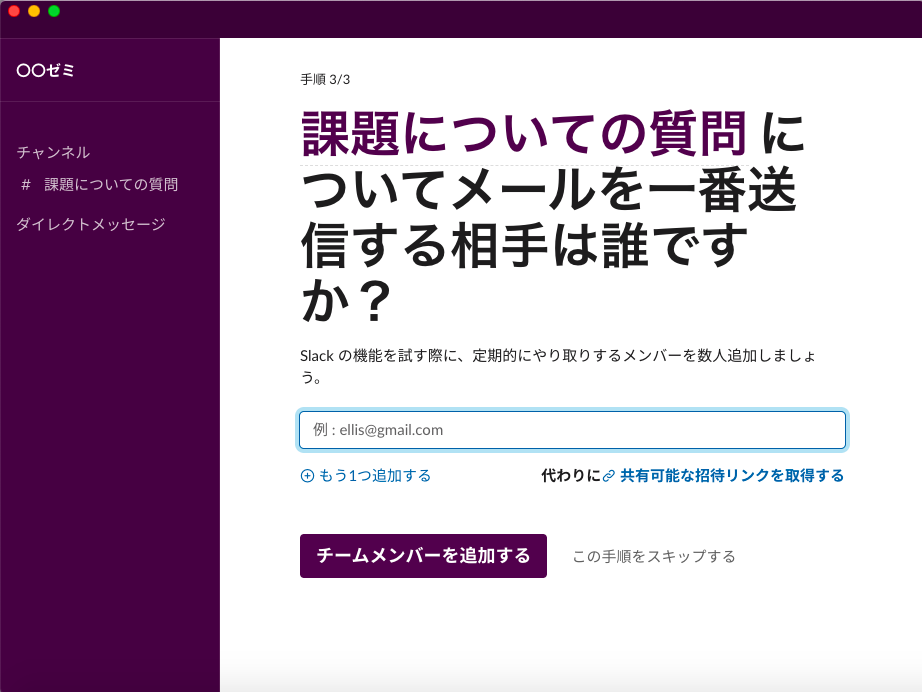 〇〇ゼミ
チャンネル
# 課題についての質問
ダイレクトメッセージ
手順 3/3
課題についての質問 に
ついてメールを一番送
信する相手は誰です
か？
Slack の機能を試す際に、定期的にやり取りするメンバーを数人追加しましょ
う。
例 : ellis@gmail.com
もう1つ追加する
代わりに 共有可能な招待リンクを取得する
チームメンバーを追加する
この手順をスキップする